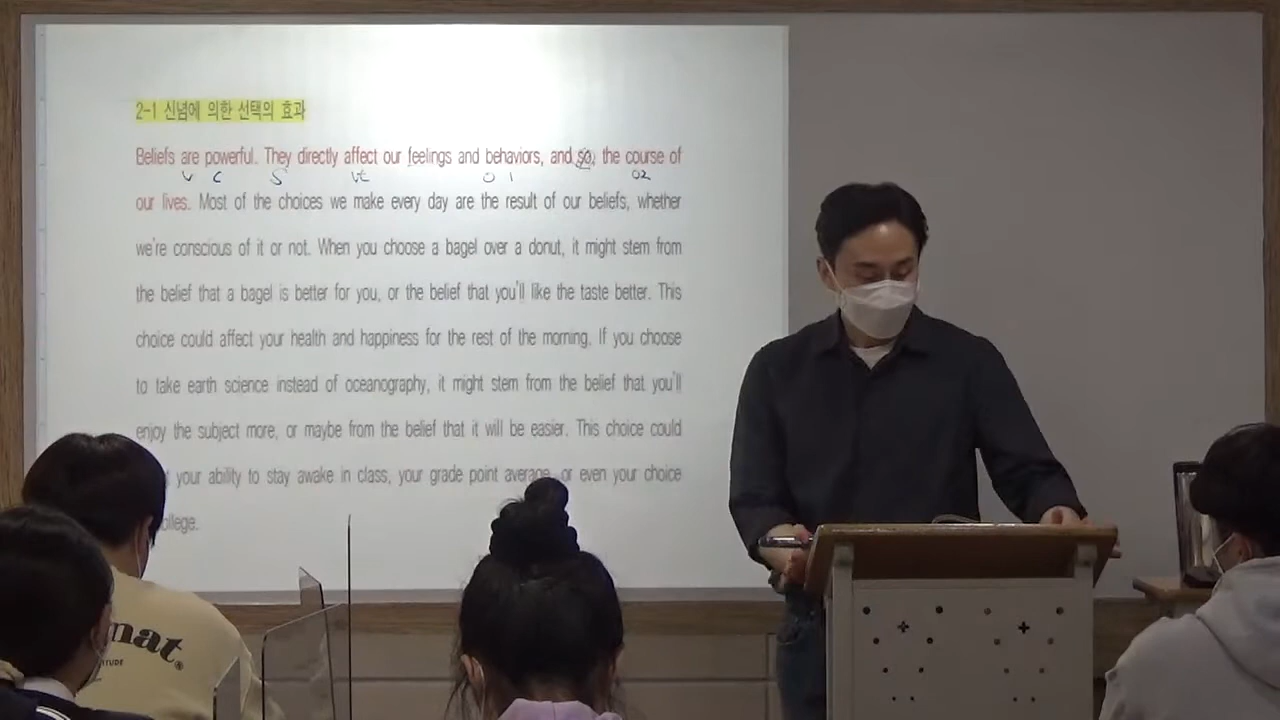 2-1 신념에 의한 선택의 효과
Beliefs are powerful. They directly affect our feelings and behaviors, and so, the course of
v c S vt o 1 o2
our lives. Most of the choices we make every day are the result of our beliefs, whether
we're conscious of it or not. When you choose a bagel over a donut, it might stem from
the belief that a bagel is better for you, or the belief that you'll like the taste better. This
choice could affect your health and happiness for the rest of the morning. If you choose
to take earth science instead of oceanography, it might stem from the belief that you'll
enjoy the subject more, or maybe from the belief that it will be easier. This choice could
your ability to stay awake in class, your grade point average, or even your choice
college.
nat